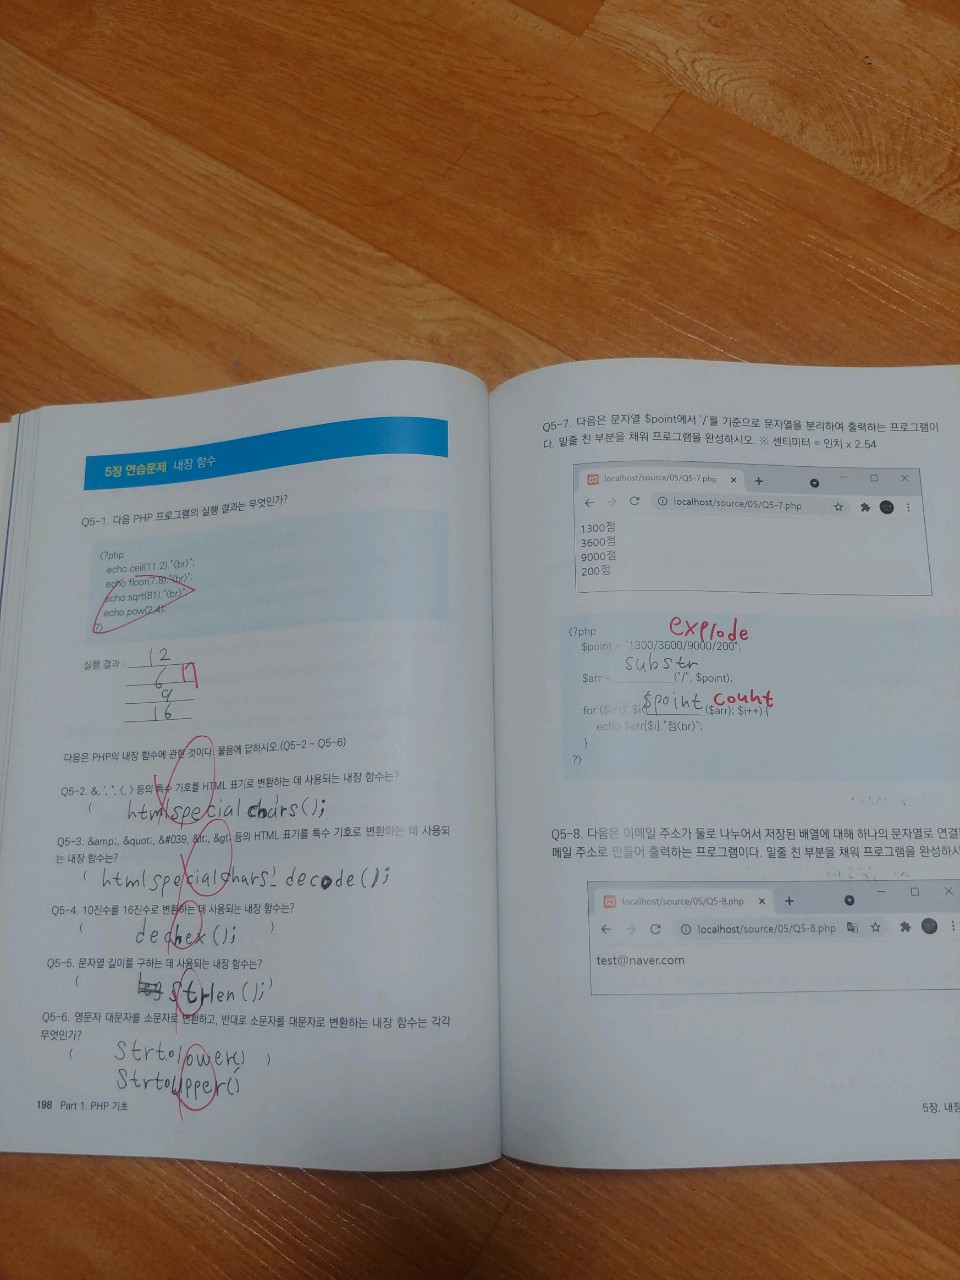 5장 연습문제 내장 함수
Q5-1. 다음 PHP 프로그램의 실행 결과는 무엇인가?
<?php
echo ceil(11.2)."<br>";
echo floor(7.8)."<br>";
echo sqrt(81)."<br>";
echo pow(2,4);
?>
실행 결과 :
12
6 7
9
16
다음은 PHP의 내장 함수에 관한 것이다. 물음에 답하시오.(Q5-2 ~ Q5-6)
Q5-2. &, ', ", <, > 등의 특수 기호를 HTML 표기로 변환하는 데 사용되는 내장 함수는?
( htmlspecialchars();
Q5-3. &amp;, &quot;, &#039, &lt;, &gt; 등의 HTML 표기를 특수 기호로 변환하는 데 사용되
는 내장 함수는?
( htmlspecialchars_decode();
Q5-4. 10진수를 16진수로 변환하는 데 사용되는 내장 함수는?
( dechex(); )
Q5-5. 문자열 길이를 구하는 데 사용되는 내장 함수는?
( strlen(); )
Q5-6. 영문자 대문자를 소문자로 변환하고, 반대로 소문자를 대문자로 변환하는 내장 함수는 각각
무엇인가?
( Strtolower() )
Strtoupper()
198 Part 1. PHP 기초
Q5-7. 다음은 문자열 $point에서 '/'를 기준으로 문자열을 분리하여 출력하는 프로그램이
다. 밑줄 친 부분을 채워 프로그램을 완성하시오. ※ 센티미터 = 인치 x 2.54
localhost/source/05/Q5-7.php
localhost/source/05/Q5-7.php
1300점
3600점
9000점
200점
<?php
explode
$point = "1300/3600/9000/200";
substr
$arr = ("/", $point);
$point count
for ( ($arr); $i++) {
echo $arr[$i]."점<br>";
}
?>
Q5-8. 다음은 이메일 주소가 둘로 나누어서 저장된 배열에 대해 하나의 문자열로 연결
메일 주소로 만들어 출력하는 프로그램이다. 밑줄 친 부분을 채워 프로그램을 완성하시
localhost/source/05/Q5-8.php
localhost/source/05/Q5-8.php
test@naver.com
5장. 내장